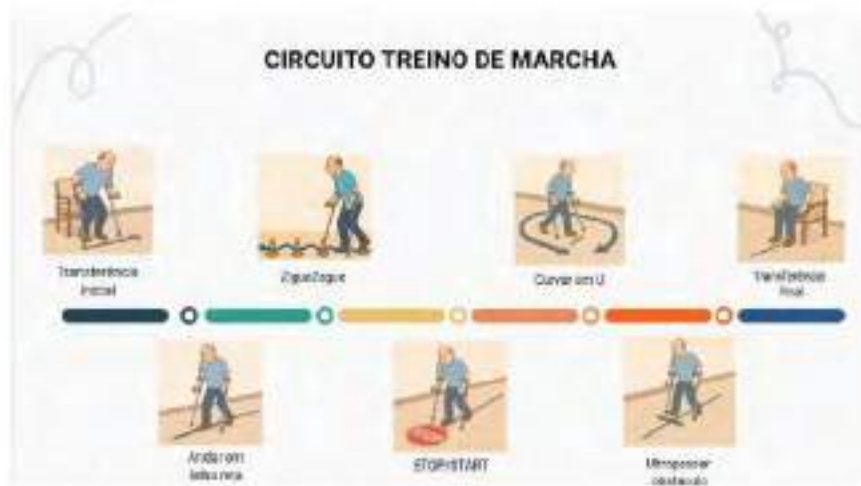 CIRCUITO TREINO DE MARCHA
Transferência
inicial
ZigueZague
Curvar em U
Transferência
final
Andar em
linha reta
STOP/START
Ultrapassar
obstáculo